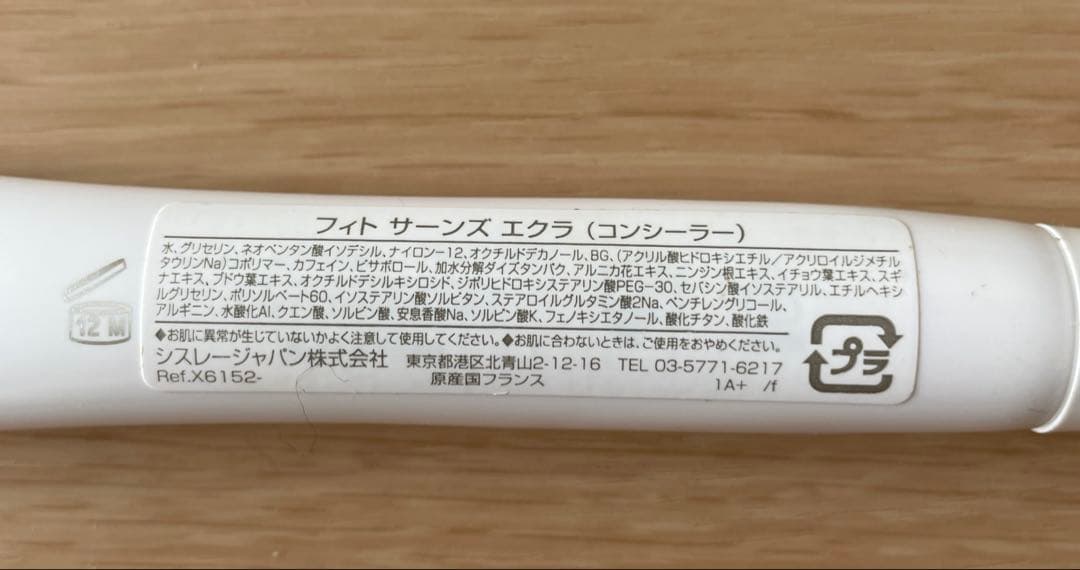 フィト サーンズ エクラ (コンシーラー)
水、グリセリン、ネオペンタン酸イソデシル、ナイロン-12、オクチルドデカノール、BG、(アクリル酸ヒドロキシエチル/アクリロイルジメチル
タウリンNa)コポリマー、カフェイン、ビサボロール、加水分解ダイズタンパク、アルニカ花エキス、ニンジン根エキス、イチョウ葉エキス、スギ
ナエキス、ブドウ葉エキス、オクチルドデシルキシロシド、ジポリヒドロキシステアリン酸PEG-30、セバシン酸イソステアリル、エチルヘキシ
ルグリセリン、ポリソルベート60、イソステアリン酸ソルビタン、ステアロイルグルタミン酸2Na、ペンチレングリコール、
アルギニン、水酸化Al、クエン酸、ソルビン酸、安息香酸Na、ソルビン酸K、フェノキシエタノール、酸化チタン、酸化鉄
◆お肌に異常が生じていないかよく注意して使用してください。◆お肌に合わないときは、ご使用をおやめください。
シスレージャパン株式会社 東京都港区北青山2-12-16 TEL 03-5771-6217
Ref.X6152- 原産国フランス 1A+ /f
プラ
12 M